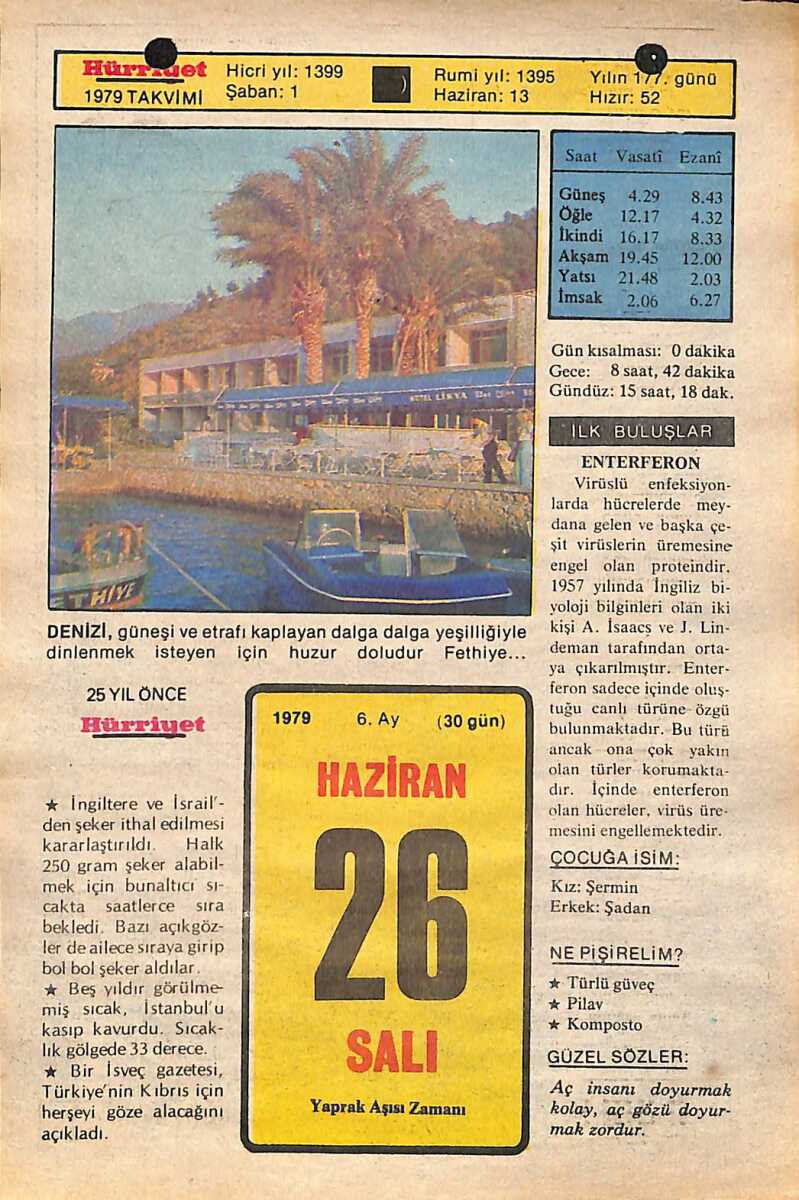 Hürriyet
1979 TAKVİMİ
Hicri yıl: 1399
Şaban: 1
Rumi yıl: 1395
Haziran: 13
Yılın 177. günü
Hızır: 52
Saat Vasatî Ezanî
Güneş 4.29 8.43
Öğle 12.17 4.32
İkindi 16.17 8.33
Akşam 19.45 12.00
Yatsı 21.48 2.03
İmsak 2.06 6.27
Gün kısalması: 0 dakika
Gece: 8 saat, 42 dakika
Gündüz: 15 saat, 18 dak.
HOTEL LİKYA
ETHİYE
DENİZİ, güneşi ve etrafı kaplayan dalga dalga yeşilliğiyle
dinlenmek isteyen için huzur doludur Fethiye...
İLK BULUŞLAR
ENTERFERON
Virüslü enfeksiyon-
larda hücrelerde mey-
dana gelen ve başka çe-
şit virüslerin üremesine
engel olan proteindir.
1957 yılında İngiliz bi-
yoloji bilginleri olan iki
kişi A. İsaacs ve J. Lin-
deman tarafından orta-
ya çıkarılmıştır. Enter-
feron sadece içinde oluş-
tuğu canlı türüne özgü
bulunmaktadır. Bu türü
ancak ona çok yakın
olan türler korumakta-
dır. İçinde enterferon
olan hücreler, virüs üre-
mesini engellemektedir.
ÇOCUĞA İSİM:
Kız: Şermin
Erkek: Şadan
NE PİŞİRELİM?
★ Türlü güveç
★ Pilav
★ Komposto
GÜZEL SÖZLER:
Aç insanı doyurmak
kolay, aç gözü doyur-
mak zordur.
25 YIL ÖNCE
Hürriyet
★ İngiltere ve İsrail'-
den şeker ithal edilmesi
kararlaştırıldı. Halk
250 gram şeker alabil-
mek için bunaltıcı sı-
cakta saatlerce sıra
bekledi. Bazı açıkgöz-
ler de ailece sıraya girip
bol bol şeker aldılar.
★ Beş yıldır görülme-
miş sıcak, İstanbul'u
kasıp kavurdu. Sıcak-
lık gölgede 33 derece.
★ Bir İsveç gazetesi,
Türkiye'nin Kıbrıs için
herşeyi göze alacağını
açıkladı.
1979 6. Ay (30 gün)
HAZİRAN
26
SALI
Yaprak Aşısı Zamanı